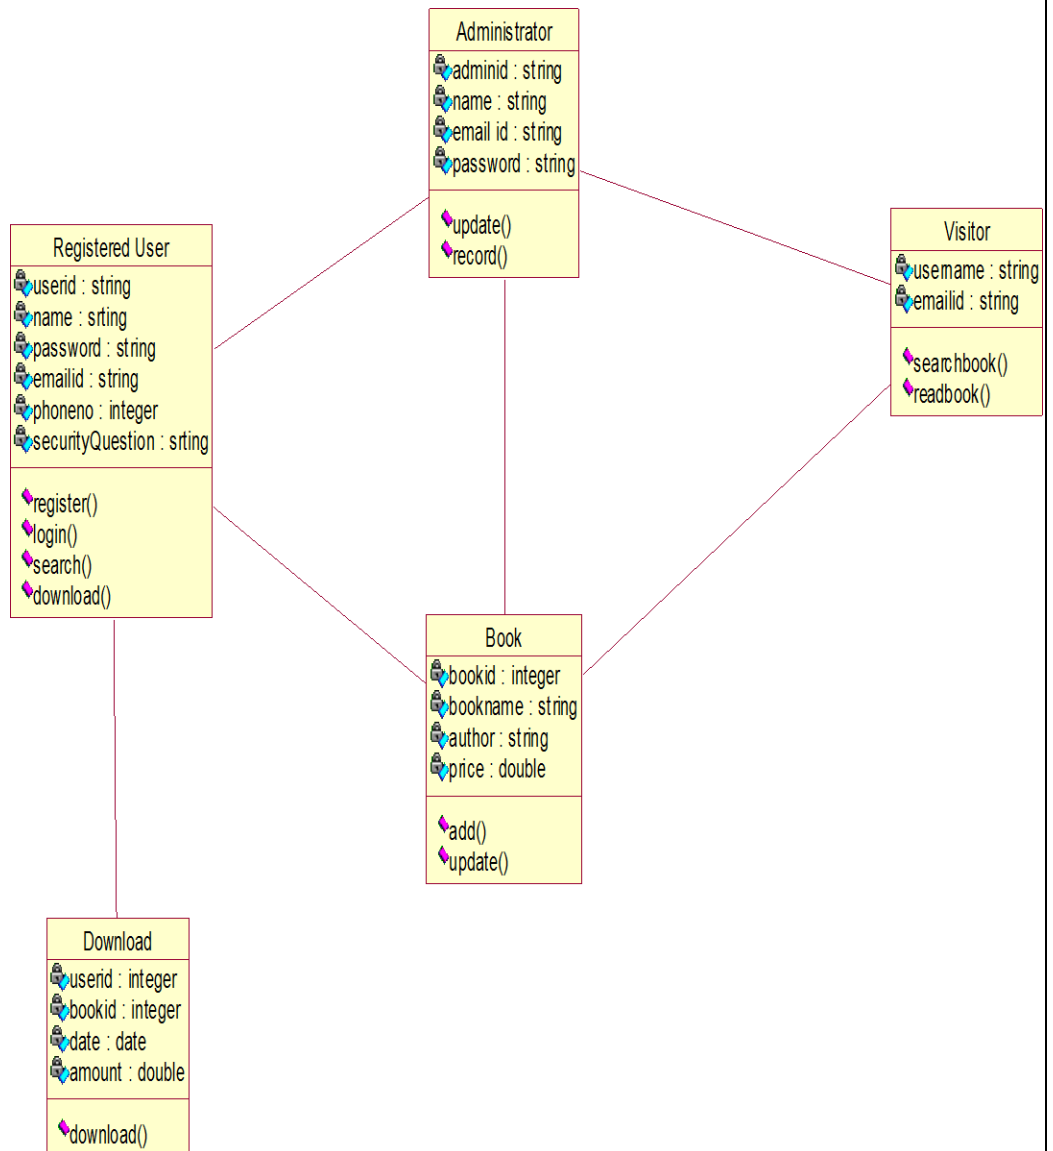 Administrator
adminid : string
name : string
email id : string
password : string
update()
record()
Registered User
userid : string
name : srting
password : string
emailid : string
phoneno : integer
securityQuestion : srting
register()
login()
search()
download()
Visitor
username : string
emailid : string
searchbook()
readbook()
Book
bookid : integer
bookname : string
author : string
price : double
add()
update()
Download
userid : integer
bookid : integer
date : date
amount : double
download()